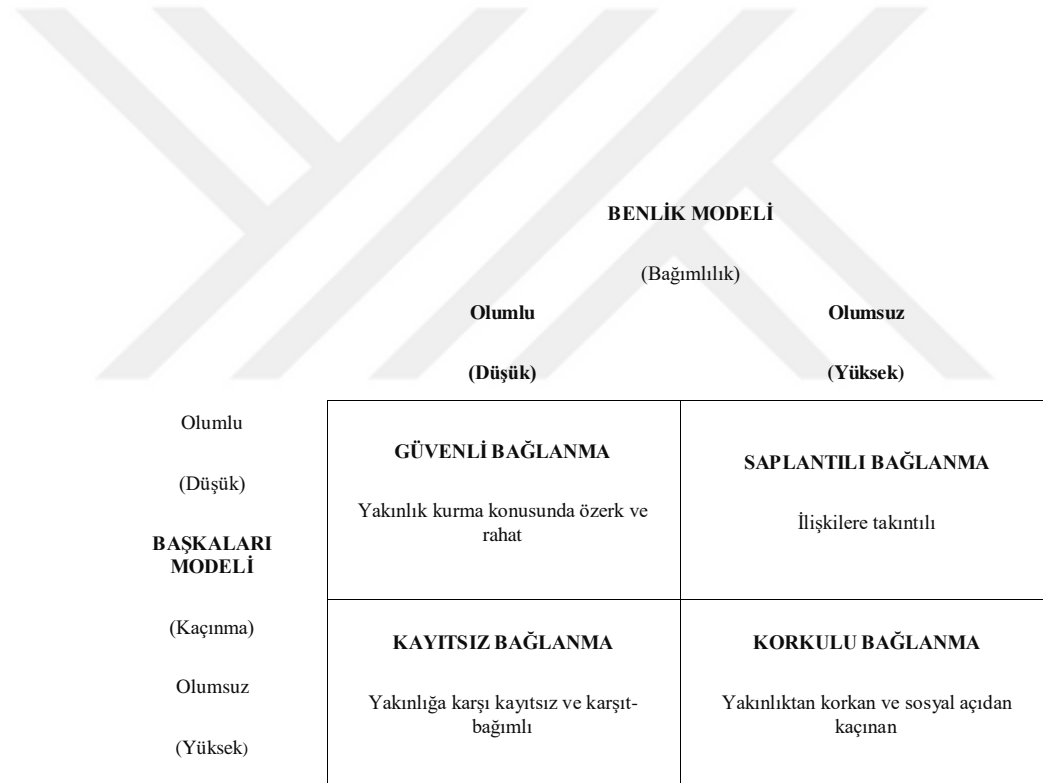 BENLİK MODELİ
(Bağımlılık)
Olumlu
Olumsuz
(Düşük)
(Yüksek)
Olumlu
(Düşük)
BAŞKALARI
MODELİ
(Kaçınma)
Olumsuz
(Yüksek)
GÜVENLİ BAĞLANMA
Yakınlık kurma konusunda özerk ve
rahat
SAPLANTILI BAĞLANMA
İlişkilere takıntılı
KAYITSIZ BAĞLANMA
Yakınlığa karşı kayıtsız ve karşıt-
bağımlı
KORKULU BAĞLANMA
Yakınlıktan korkan ve sosyal açıdan
kaçınan